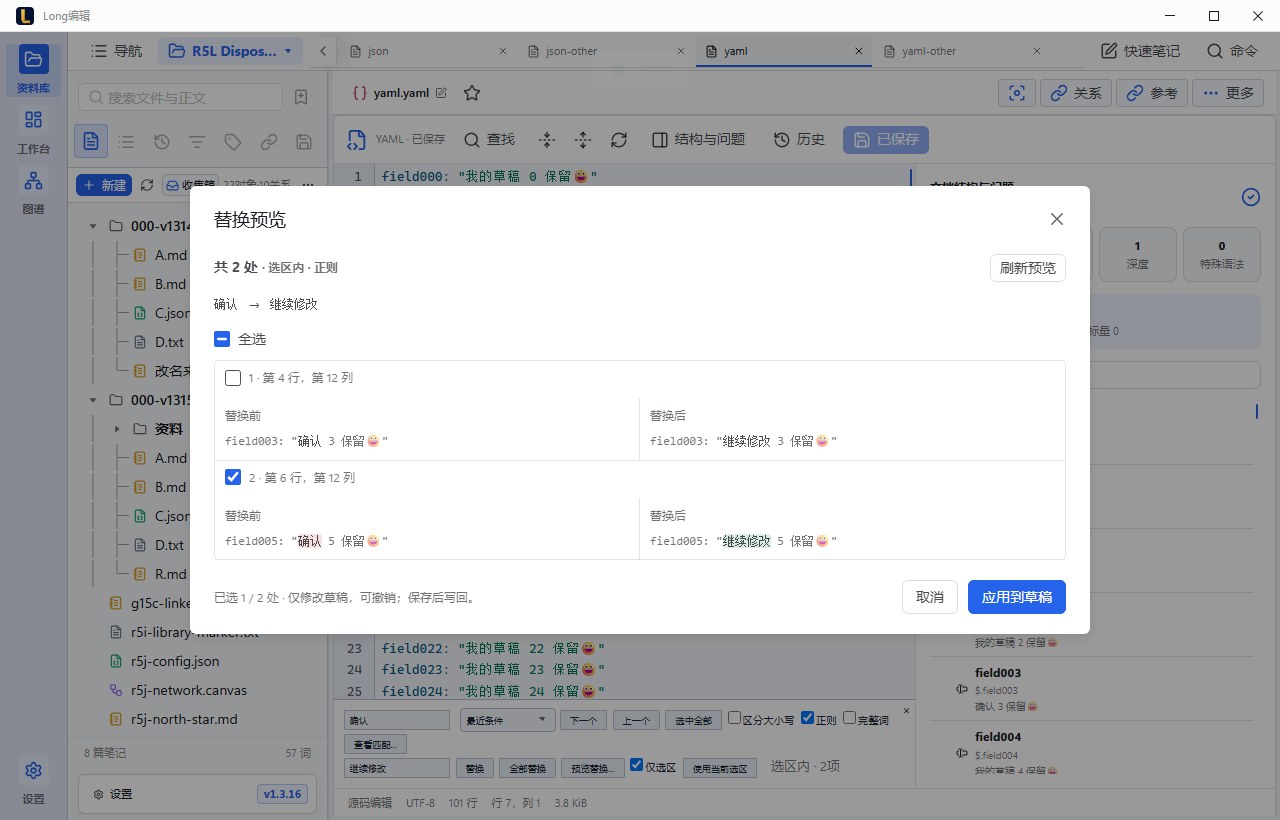 Long编辑
导航
R5L Dispos...
json
json-other
yaml
yaml-other
快速笔记
命令
资料库
工作台
图谱
设置
搜索文件与正文
yaml.yaml
关系
参考
更多
YAML · 已保存
查找
结构与问题
历史
已保存
新建
收集箱
1
field000: "我的草稿 0 保留😀"
000-v1314
A.md
B.md
C.json
D.txt
改名来
000-v1315
资料
A.md
B.md
C.json
D.txt
R.md
g15c-linke
r5i-library-marker.txt
r5j-config.json
r5j-network.canvas
r5j-north-star.md
8 篇笔记
57 词
设置
v1.3.16
替换预览
共 2 处 · 选区内 · 正则
刷新预览
确认 → 继续修改
全选
1 · 第 4 行，第 12 列
替换前
替换后
field003: "确认 3 保留😀"
field003: "继续修改 3 保留😀"
2 · 第 6 行，第 12 列
替换前
替换后
field005: "确认 5 保留😀"
field005: "继续修改 5 保留😀"
已选 1 / 2 处 · 仅修改草稿，可撤销；保存后写回。
取消
应用到草稿
1
深度
0
特殊语法
标量 0
23 field022: "我的草稿 22 保留😀"
24 field023: "我的草稿 23 保留😀"
25 field024: "我的草稿 24 保留😀"
我的草稿 2 保留😀
field003
$.field003
确认 3 保留😀
field004
$.field004
我的草稿 4 保留😀
确认
最近条件
下一个
上一个
选中全部
区分大小写
正则
完整词
查看匹配...
继续修改
替换
全部替换
预览替换...
仅选区
使用当前选区
选区内 · 2项
源码编辑
UTF-8
101 行
行 7，列 1
3.8 KiB